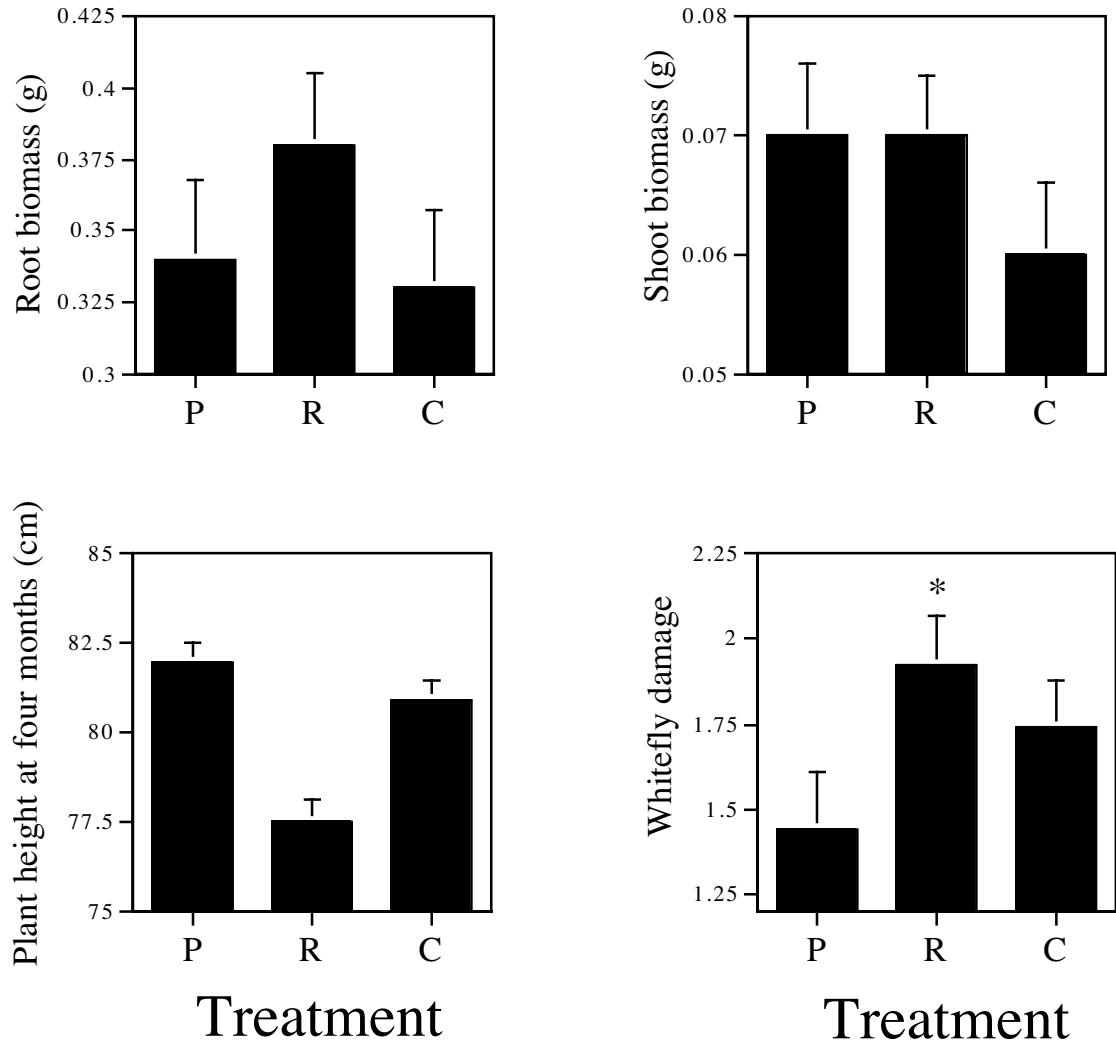 Root biomass (g)
0.425
0.4
0.375
0.35
0.325
0.3
P R C
Shoot biomass (g)
0.08
0.07
0.06
0.05
P R C
Plant height at four months (cm)
85
82.5
80
77.5
75
P R C
Treatment
Whitefly damage
2.25
2
1.75
1.5
1.25
*
P R C
Treatment